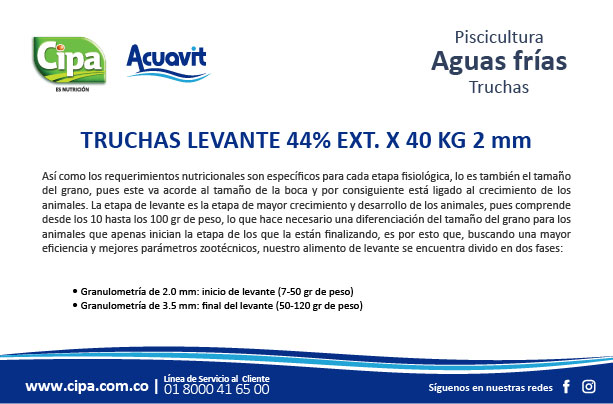 Cipa
ES NUTRICIÓN
Acuavit
Piscicultura
Aguas frías
Truchas
TRUCHAS LEVANTE 44% EXT. X 40 KG 2 mm
Así como los requerimientos nutricionales son específicos para cada etapa fisiológica, lo es también el tamaño
del grano, pues este va acorde al tamaño de la boca y por consiguiente está ligado al crecimiento de los
animales. La etapa de levante es la etapa de mayor crecimiento y desarrollo de los animales, pues comprende
desde los 10 hasta los 100 gr de peso, lo que hace necesario una diferenciación del tamaño del grano para los
animales que apenas inician la etapa de los que la están finalizando, es por esto que, buscando una mayor
eficiencia y mejores parámetros zootécnicos, nuestro alimento de levante se encuentra divido en dos fases:
• Granulometría de 2.0 mm: inicio de levante (7-50 gr de peso)
• Granulometría de 3.5 mm: final del levante (50-120 gr de peso)
www.cipa.com.co | Línea de Servicio al Cliente
01 8000 41 65 00
Síguenos en nuestras redes